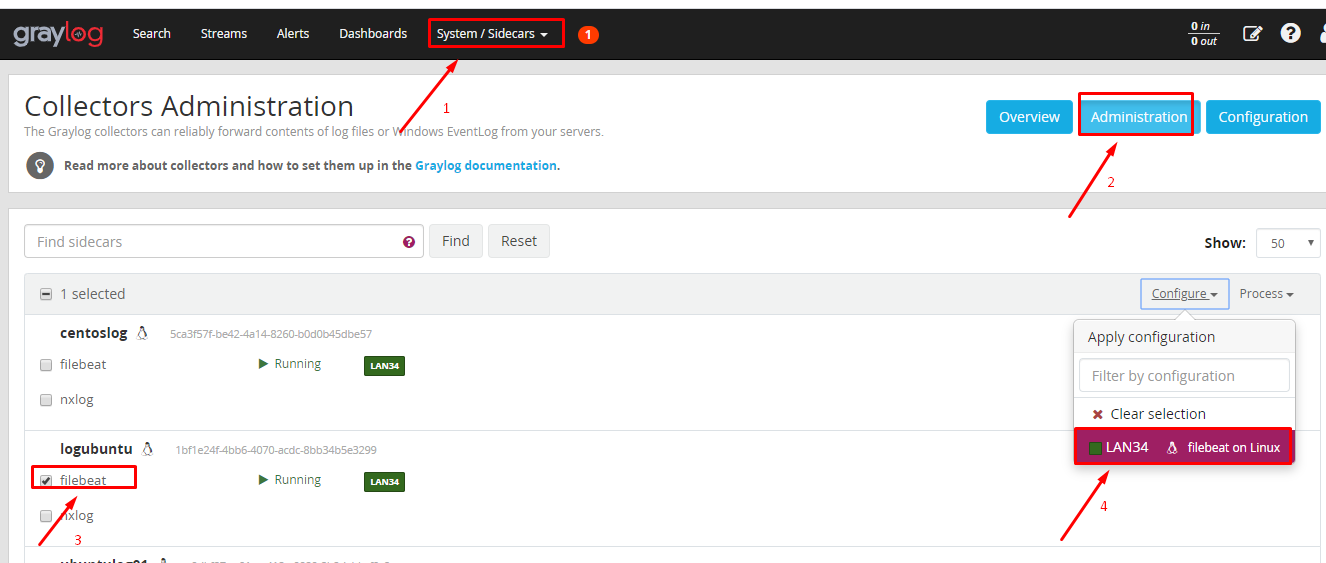 graylog Search Streams Alerts Dashboards System / Sidecars 1 0 in
0 out
1
Collectors Administration
The Graylog collectors can reliably forward contents of log files or Windows EventLog from your servers.
Overview Administration Configuration
Read more about collectors and how to set them up in the Graylog documentation.
2
Find sidecars ? Find Reset Show: 50
1 selected Configure Process
centoslog 5ca3f57f-be42-4a14-8260-b0d0b45dbe57
Apply configuration
filebeat Running LAN34
Filter by configuration
nxlog
Clear selection
logubuntu 1bf1e24f-4bb6-4070-acdc-8bb34b5e3299
LAN34 filebeat on Linux
filebeat Running LAN34
4
nxlog
3